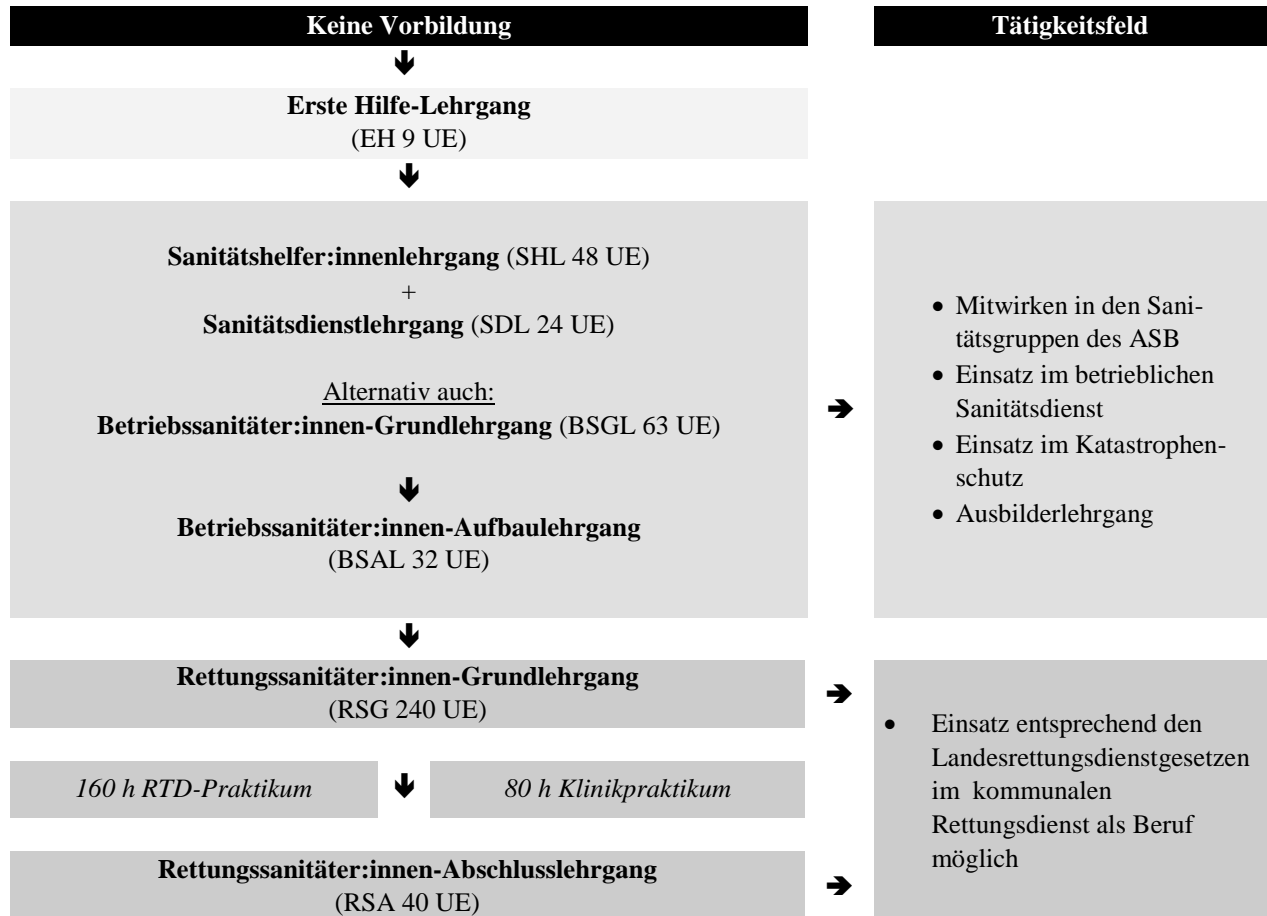 Keine Vorbildung
Tätigkeitsfeld
Erste Hilfe-Lehrgang
(EH 9 UE)
Sanitätshelfer:innenlehrgang (SHL 48 UE)
+
Sanitätsdienstlehrgang (SDL 24 UE)
Alternativ auch:
Betriebssanitäter:innen-Grundlehrgang (BSGL 63 UE)
Betriebssanitäter:innen-Aufbaulehrgang
(BSAL 32 UE)
• Mitwirken in den Sani-
tätsgruppen des ASB
• Einsatz im betrieblichen
Sanitätsdienst
• Einsatz im Katastrophen-
schutz
• Ausbilderlehrgang
Rettungssanitäter:innen-Grundlehrgang
(RSG 240 UE)
160 h RTD-Praktikum
80 h Klinikpraktikum
Rettungssanitäter:innen-Abschlusslehrgang
(RSA 40 UE)
• Einsatz entsprechend den
Landesrettungsdienstgesetzen
im kommunalen
Rettungsdienst als Beruf
möglich